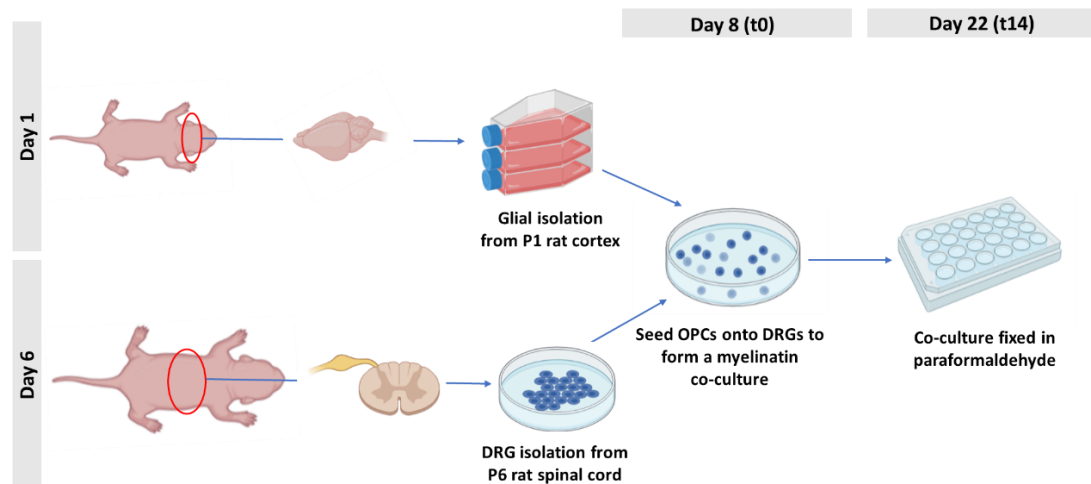 Day 8 (t0)
Day 22 (t14)
Day 1
Glial isolation
from P1 rat cortex
Seed OPCs onto DRGs to
form a myelinatin
co-culture
Co-culture fixed in
paraformaldehyde
Day 6
DRG isolation from
P6 rat spinal cord